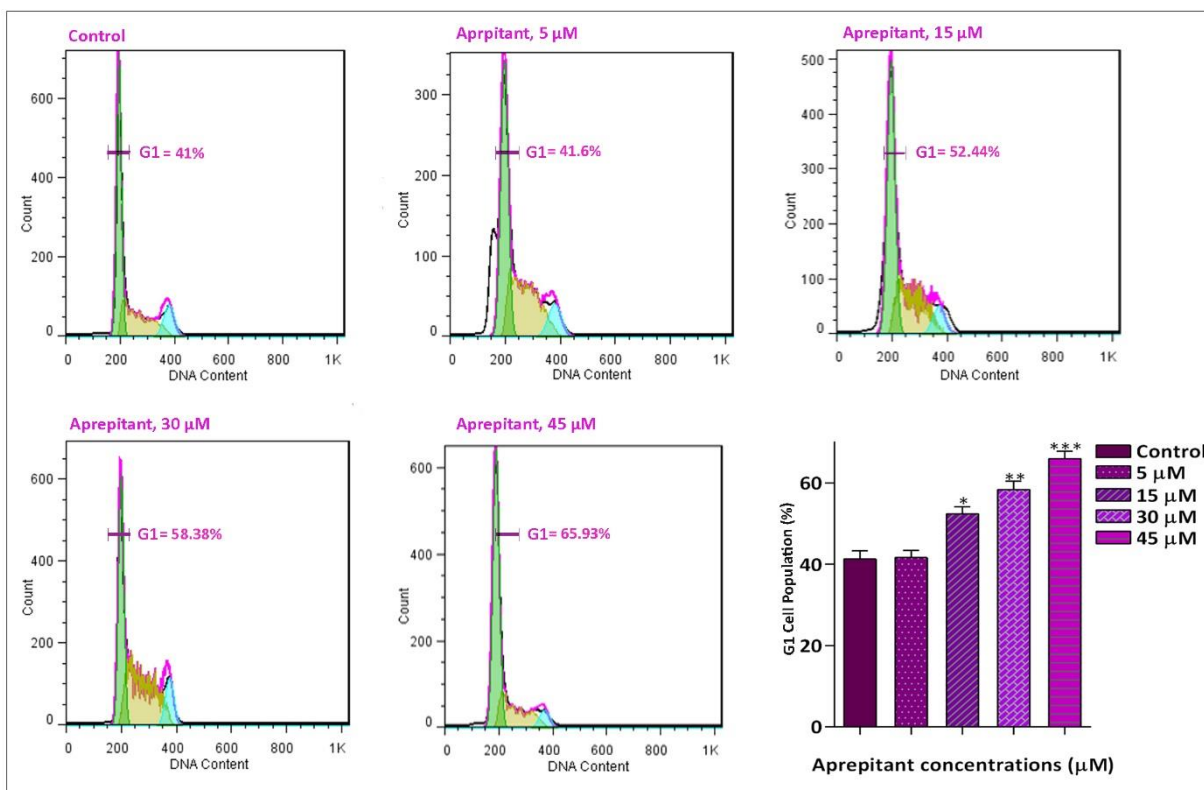 Control
Count
600
400
200
0
G1 = 41%
0 200 400 600 800 1K
DNA Content
Aprpitant, 5 μM
Count
300
200
100
0
G1= 41.6%
0 200 400 600 800 1K
DNA Content
Aprepitant, 15 μM
Count
500
400
300
200
100
0
G1= 52.44%
0 200 400 600 800 1K
DNA Content
Aprepitant, 30 μM
Count
600
400
200
0
G1= 58.38%
0 200 400 600 800 1K
DNA Content
Aprepitant, 45 μM
Count
600
400
200
0
G1= 65.93%
0 200 400 600 800 1K
DNA Content
G1 Cell Population (%)
60
40
20
0
*
**
***
Control
5 μM
15 μM
30 μM
45 μM
Aprepitant concentrations (μM)